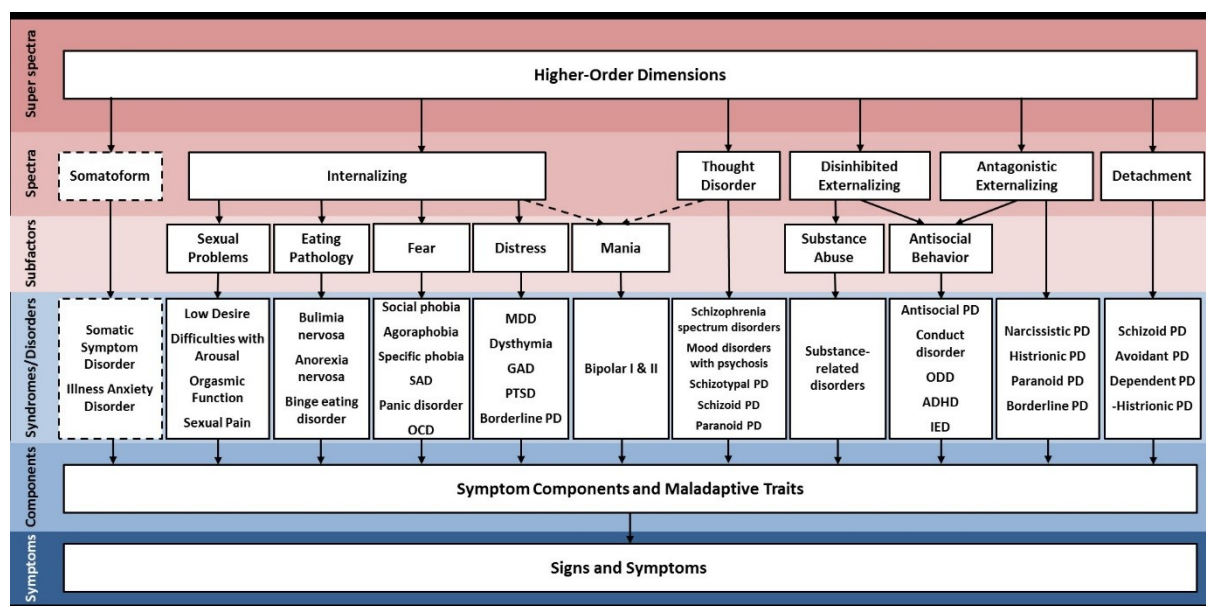 Super spectra
Higher-Order Dimensions
Spectra
Somatoform
Internalizing
Thought
Disorder
Disinhibited
Externalizing
Antagonistic
Externalizing
Detachment
Subfactors
Sexual
Problems
Eating
Pathology
Fear
Distress
Mania
Substance
Abuse
Antisocial
Behavior
Syndromes/Disorders
Somatic
Symptom
Disorder
Illness Anxiety
Disorder
Low Desire
Difficulties with
Arousal
Orgasmic
Function
Sexual Pain
Bulimia
nervosa
Anorexia
nervosa
Binge eating
disorder
Social phobia
Agoraphobia
Specific phobia
SAD
Panic disorder
OCD
MDD
Dysthymia
GAD
PTSD
Borderline PD
Bipolar I & II
Schizophrenia
spectrum disorders
Mood disorders
with psychosis
Schizotypal PD
Schizoid PD
Paranoid PD
Substance-
related
disorders
Antisocial PD
Conduct
disorder
ODD
ADHD
IED
Narcissistic PD
Histrionic PD
Paranoid PD
Borderline PD
Schizoid PD
Avoidant PD
Dependent PD
-Histrionic PD
Components
Symptom Components and Maladaptive Traits
Symptoms
Signs and Symptoms